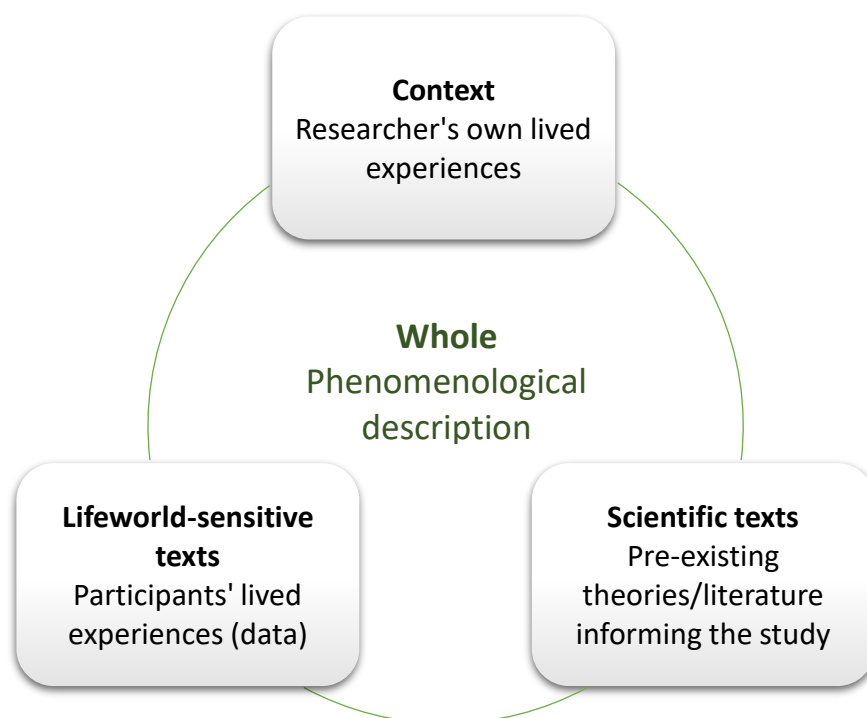 Context
Researcher's own lived
experiences
Whole
Phenomenological
description
Lifeworld-sensitive
texts
Participants' lived
experiences (data)
Scientific texts
Pre-existing
theories/literature
informing the study